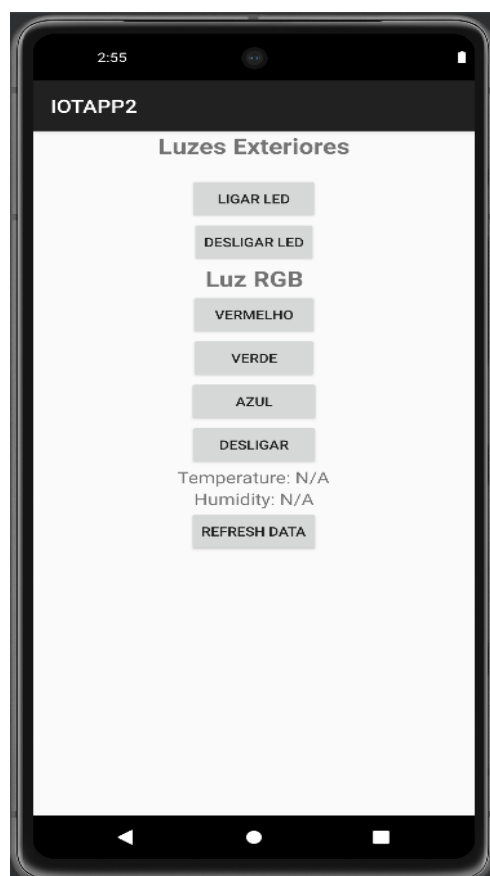 2:55
IOTAPP2
Luzes Exteriores
LIGAR LED
DESLIGAR LED
Luz RGB
VERMELHO
VERDE
AZUL
DESLIGAR
Temperature: N/A
Humidity: N/A
REFRESH DATA